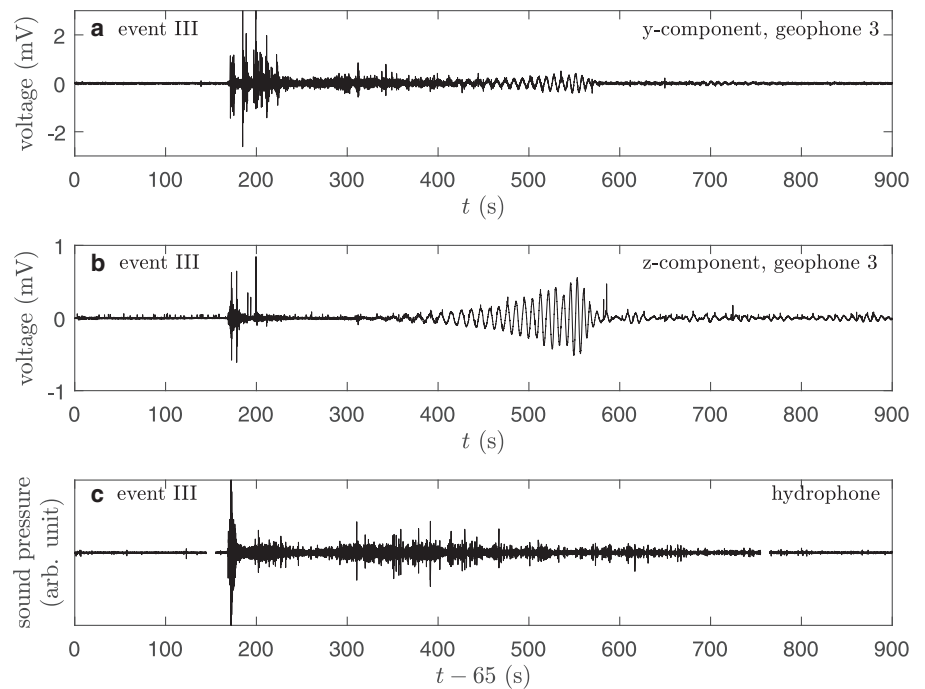 a event III
y-component, geophone 3
voltage (mV)
2
0
-2
0 100 200 300 400 500 600 700 800 900
t (s)
b event III
z-component, geophone 3
voltage (mV)
1
0
-1
0 100 200 300 400 500 600 700 800 900
t (s)
c event III
hydrophone
sound pressure
(arb. unit)
0 100 200 300 400 500 600 700 800 900
t − 65 (s)